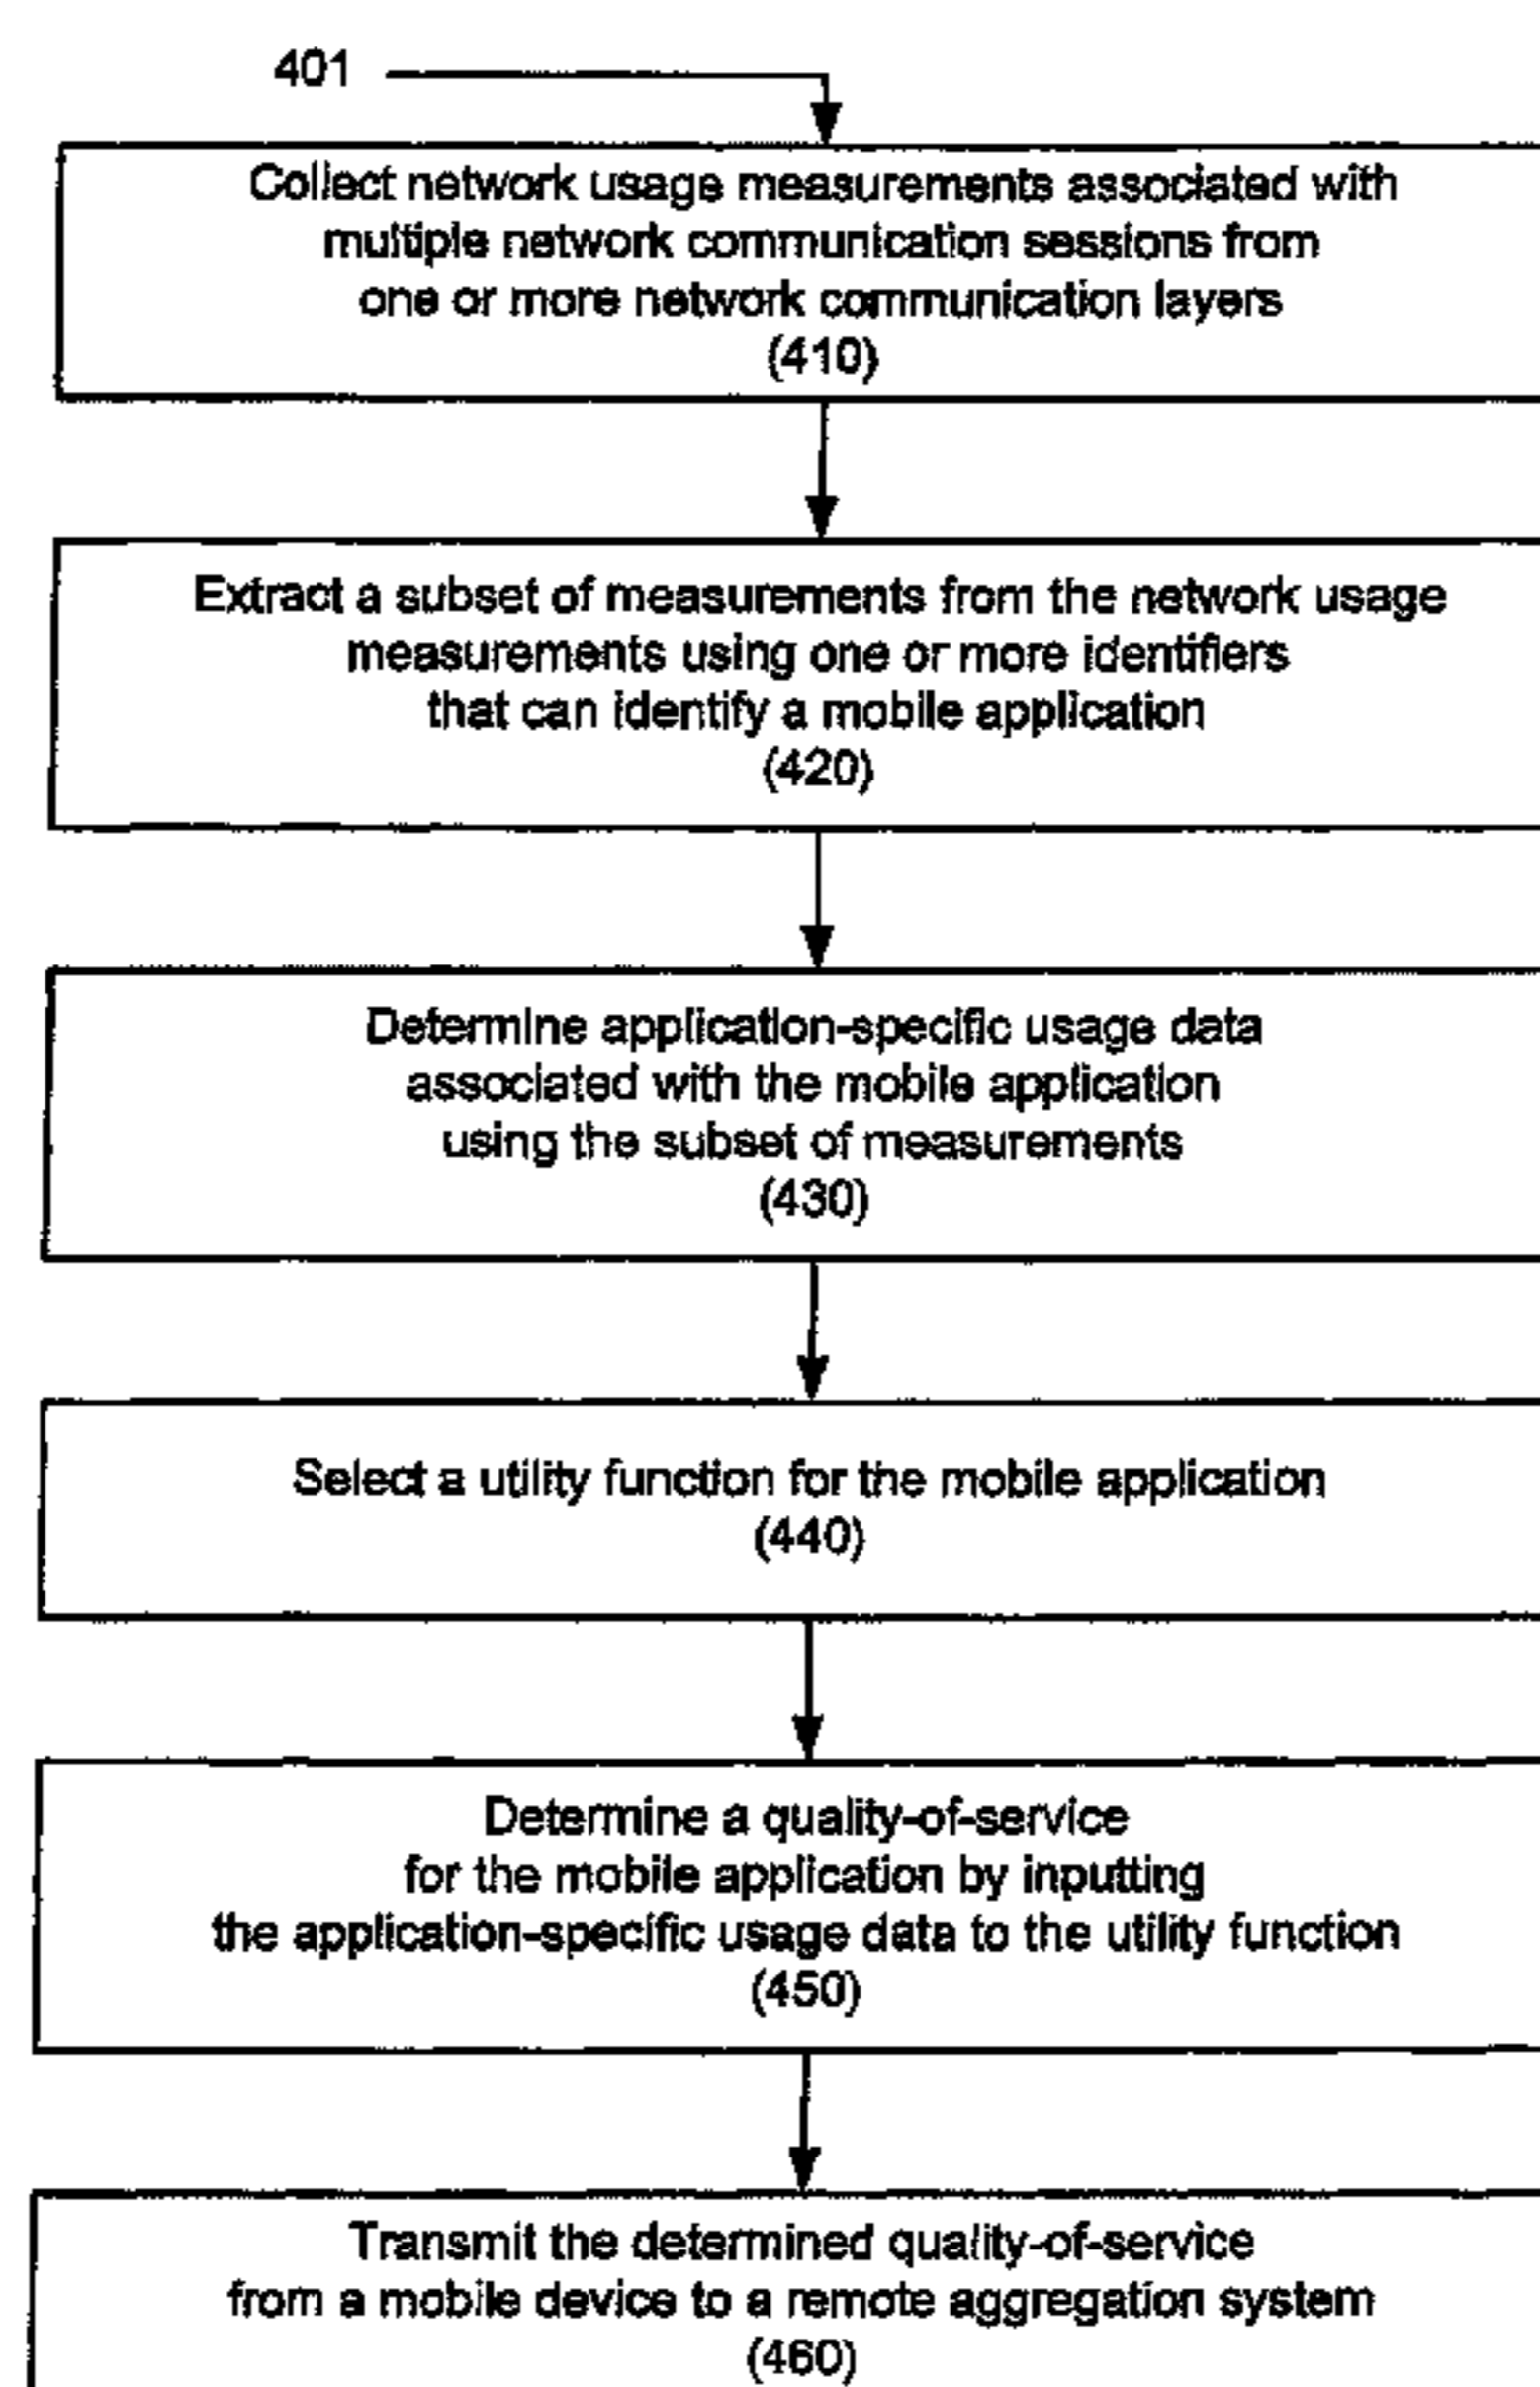 401
Collect network usage measurements associated with
multiple network communication sessions from
one or more network communication layers
(410)
Extract a subset of measurements from the network usage
measurements using one or more identifiers
that can identify a mobile application
(420)
Determine application-specific usage data
associated with the mobile application
using the subset of measurements
(430)
Select a utility function for the mobile application
(440)
Determine a quality-of-service
for the mobile application by inputting
the application-specific usage data to the utility function
(450)
Transmit the determined quality-of-service
from a mobile device to a remote aggregation system
(460)